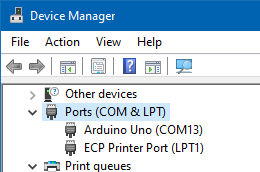 Device Manager
File Action View Help
Other devices
Ports (COM & LPT)
Arduino Uno (COM13)
ECP Printer Port (LPT1)
Print queues